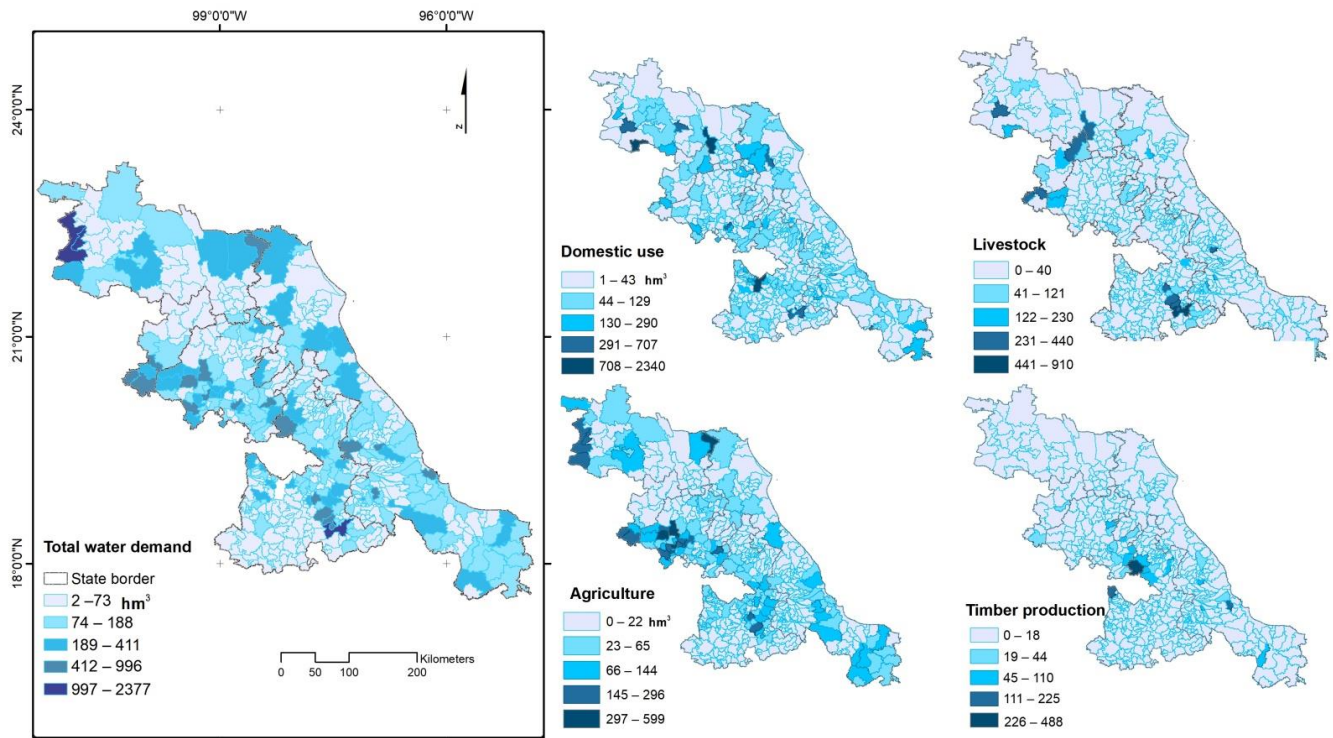 99°0'0"W
96°0'0"W
24°0'0"N
21°0'0"N
18°0'0"N
N
Total water demand
State border
2 –73 hm³
74 – 188
189 – 411
412 – 996
997 – 2377
Kilometers
0 50 100 200
Domestic use
1 – 43 hm³
44 – 129
130 – 290
291 – 707
708 – 2340
Livestock
0 – 40
41 – 121
122 – 230
231 – 440
441 – 910
Agriculture
0 – 22 hm³
23 – 65
66 – 144
145 – 296
297 – 599
Timber production
0 – 18
19 – 44
45 – 110
111 – 225
226 – 488